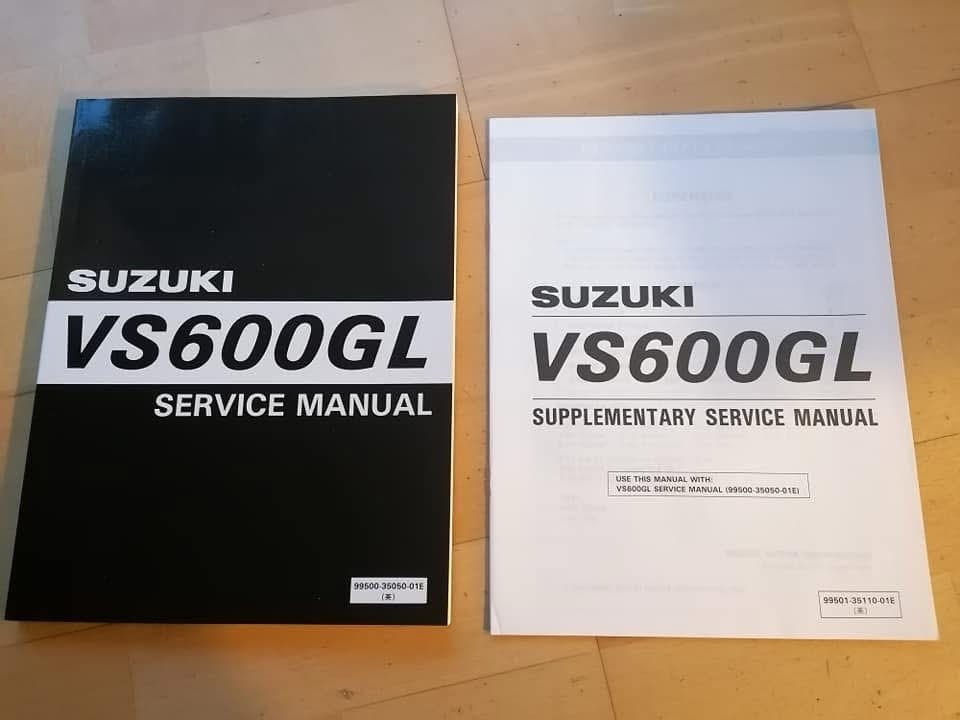 SUZUKI
VS600GL
SERVICE MANUAL
99500-35050-01E
(英)
SUZUKI
VS600GL
SUPPLEMENTARY SERVICE MANUAL
USE THIS MANUAL WITH:
VS600GL SERVICE MANUAL (99500-35050-01E)
99501-35110-01E
(英)